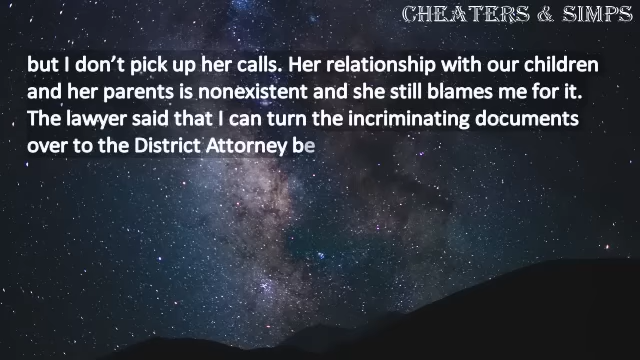 CHEATERS & SIMPS
but I don’t pick up her calls. Her relationship with our children
and her parents is nonexistent and she still blames me for it.
The lawyer said that I can turn the incriminating documents
over to the District Attorney be